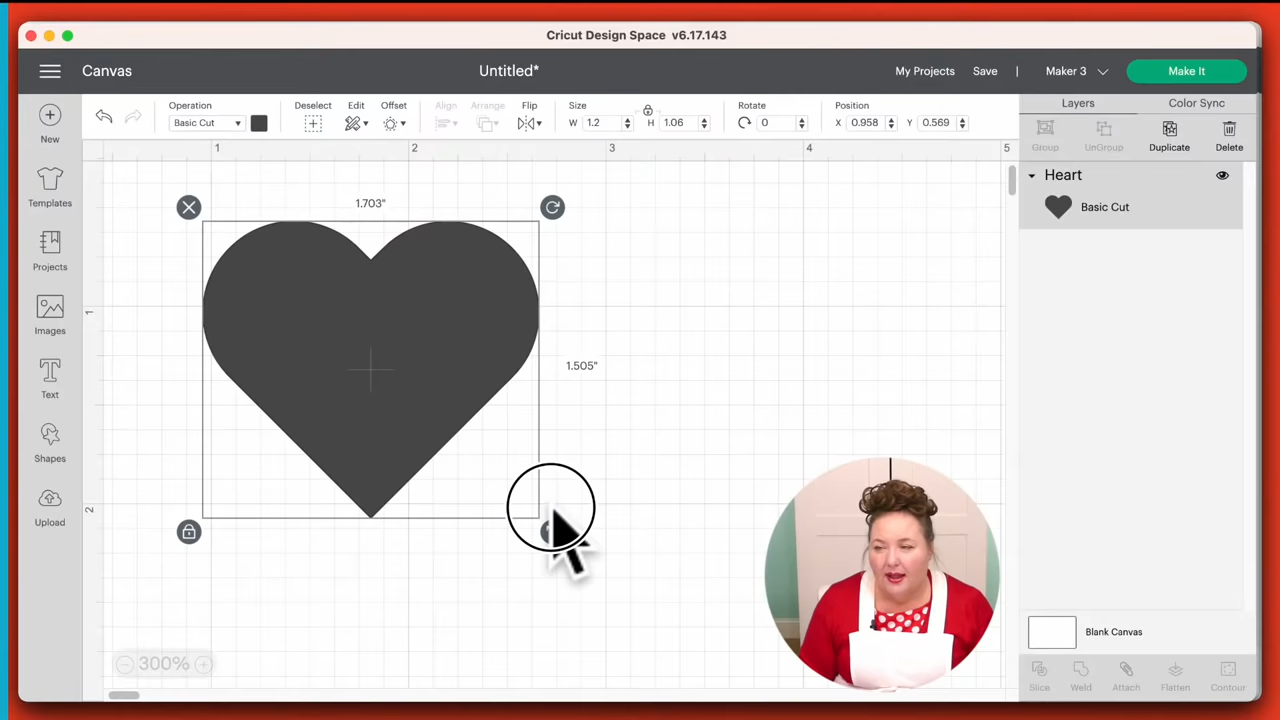 Cricut Design Space v6.17.143
Canvas
Untitled*
My Projects Save | Maker 3 Make It
New
Templates
Projects
Images
Text
Shapes
Upload
Operation Deselect Edit Offset Align Arrange Flip Size Rotate Position
Basic Cut W 1.2 H 1.06 0 X 0.958 Y 0.569
1 2 3 4 5
1
2
1.703"
1.505"
300%
Layers Color Sync
Group UnGroup Duplicate Delete
Heart
Basic Cut
Blank Canvas
Slice Weld Attach Flatten Contour